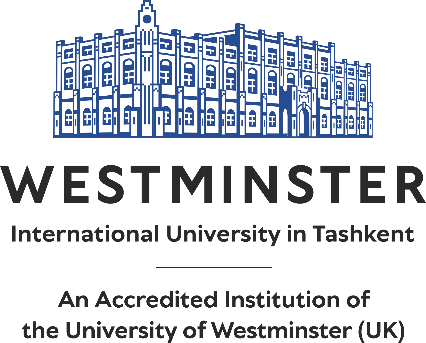 WESTMINSTER
International University in Tashkent
An Accredited Institution of
the University of Westminster (UK)